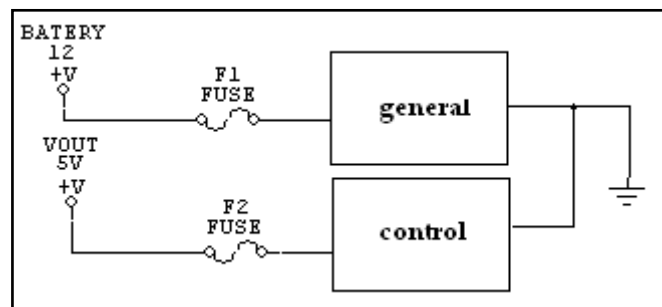 BATERY
12
+V
F1
FUSE
general
VOUT
5V
+V
F2
FUSE
control